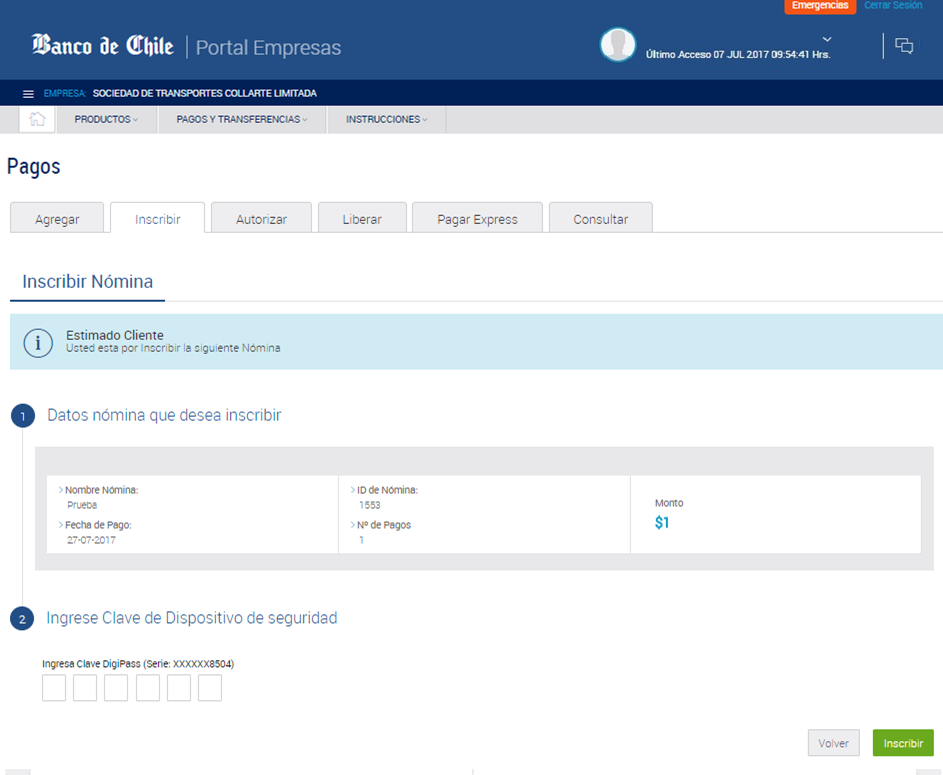 Emergencias Cerrar Sesión
Banco de Chile Portal Empresas
Último Acceso 07 JUL 2017 09:54:41 Hrs.
EMPRESA: SOCIEDAD DE TRANSPORTES COLLARTE LIMITADA
PRODUCTOS PAGOS Y TRANSFERENCIAS INSTRUCCIONES
Pagos
Agregar Inscribir Autorizar Liberar Pagar Express Consultar
Inscribir Nómina
i
Estimado Cliente
Usted esta por Inscribir la siguiente Nómina
1 Datos nómina que desea inscribir
Nombre Nómina:
Prueba
Fecha de Pago:
27-07-2017
ID de Nómina:
1553
Nº de Pagos
1
Monto
$1
2 Ingrese Clave de Dispositivo de seguridad
Ingresa Clave DigiPass (Serie: XXXXXX8504)
Volver Inscribir